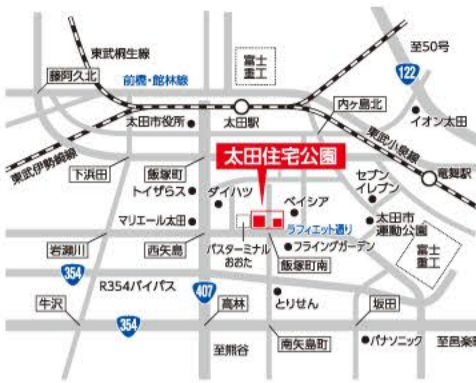 東武桐生線
富士
重工
至50号
藤阿久北
前橋・館林線
122
内ヶ島北
イオン太田
太田市役所
太田駅
東武小泉線
東武伊勢崎線
下浜田
飯塚町
太田住宅公園
竜舞駅
トイザらス
ダイハツ
ベイシア
セブン
イレブン
マリエール太田
ラフィエット通り
太田市
運動公園
岩瀬川
西矢島
バスターミナル
おおた
フライングガーデン
飯塚町南
富士
重工
354
R354バイパス
407
とりせん
牛沢
354
高林
坂田
至熊谷
南矢島町
パナソニック
至邑楽町